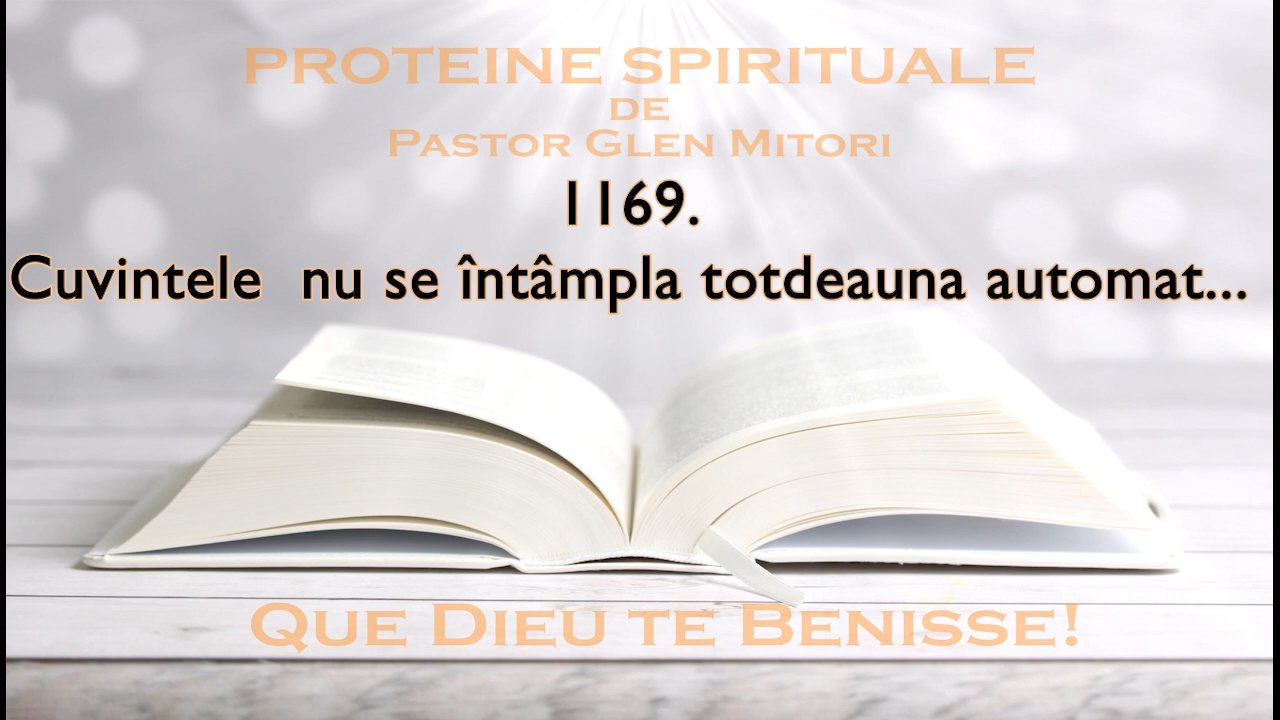 PROTEINE SPIRITUALE
DE
PASTOR GLEN MITORI
1169.
Cuvintele nu se întâmpla totdeauna automat...
QUE DIEU TE BENISSE!